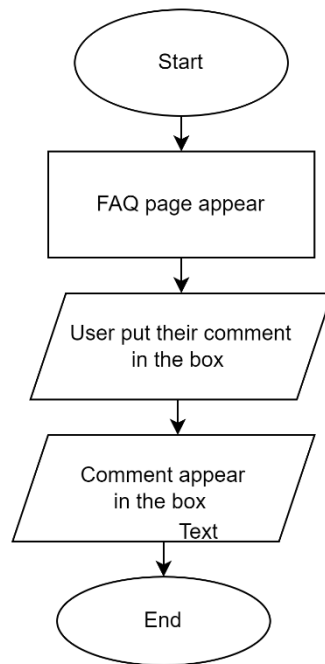 Start
FAQ page appear
User put their comment
in the box
Comment appear
in the box
Text
End